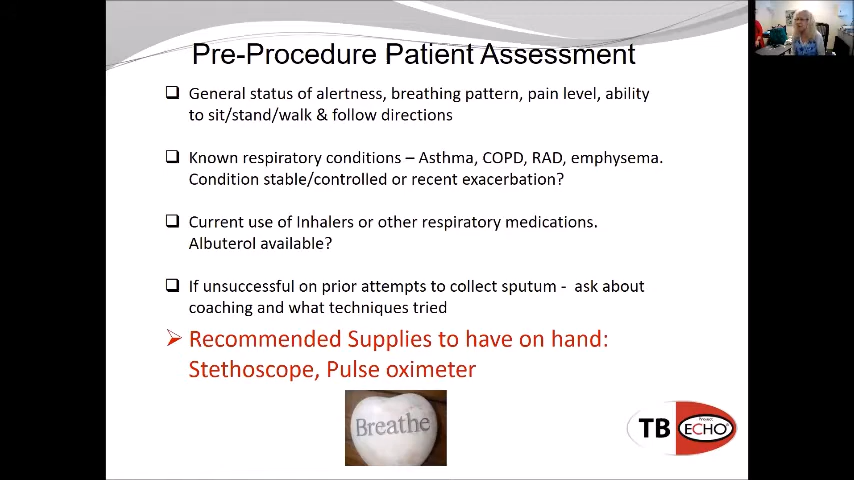 Pre-Procedure Patient Assessment
General status of alertness, breathing pattern, pain level, ability
to sit/stand/walk & follow directions
Known respiratory conditions – Asthma, COPD, RAD, emphysema.
Condition stable/controlled or recent exacerbation?
Current use of Inhalers or other respiratory medications.
Albuterol available?
If unsuccessful on prior attempts to collect sputum - ask about
coaching and what techniques tried
Recommended Supplies to have on hand:
Stethoscope, Pulse oximeter
Breathe
Project
TB ECHO